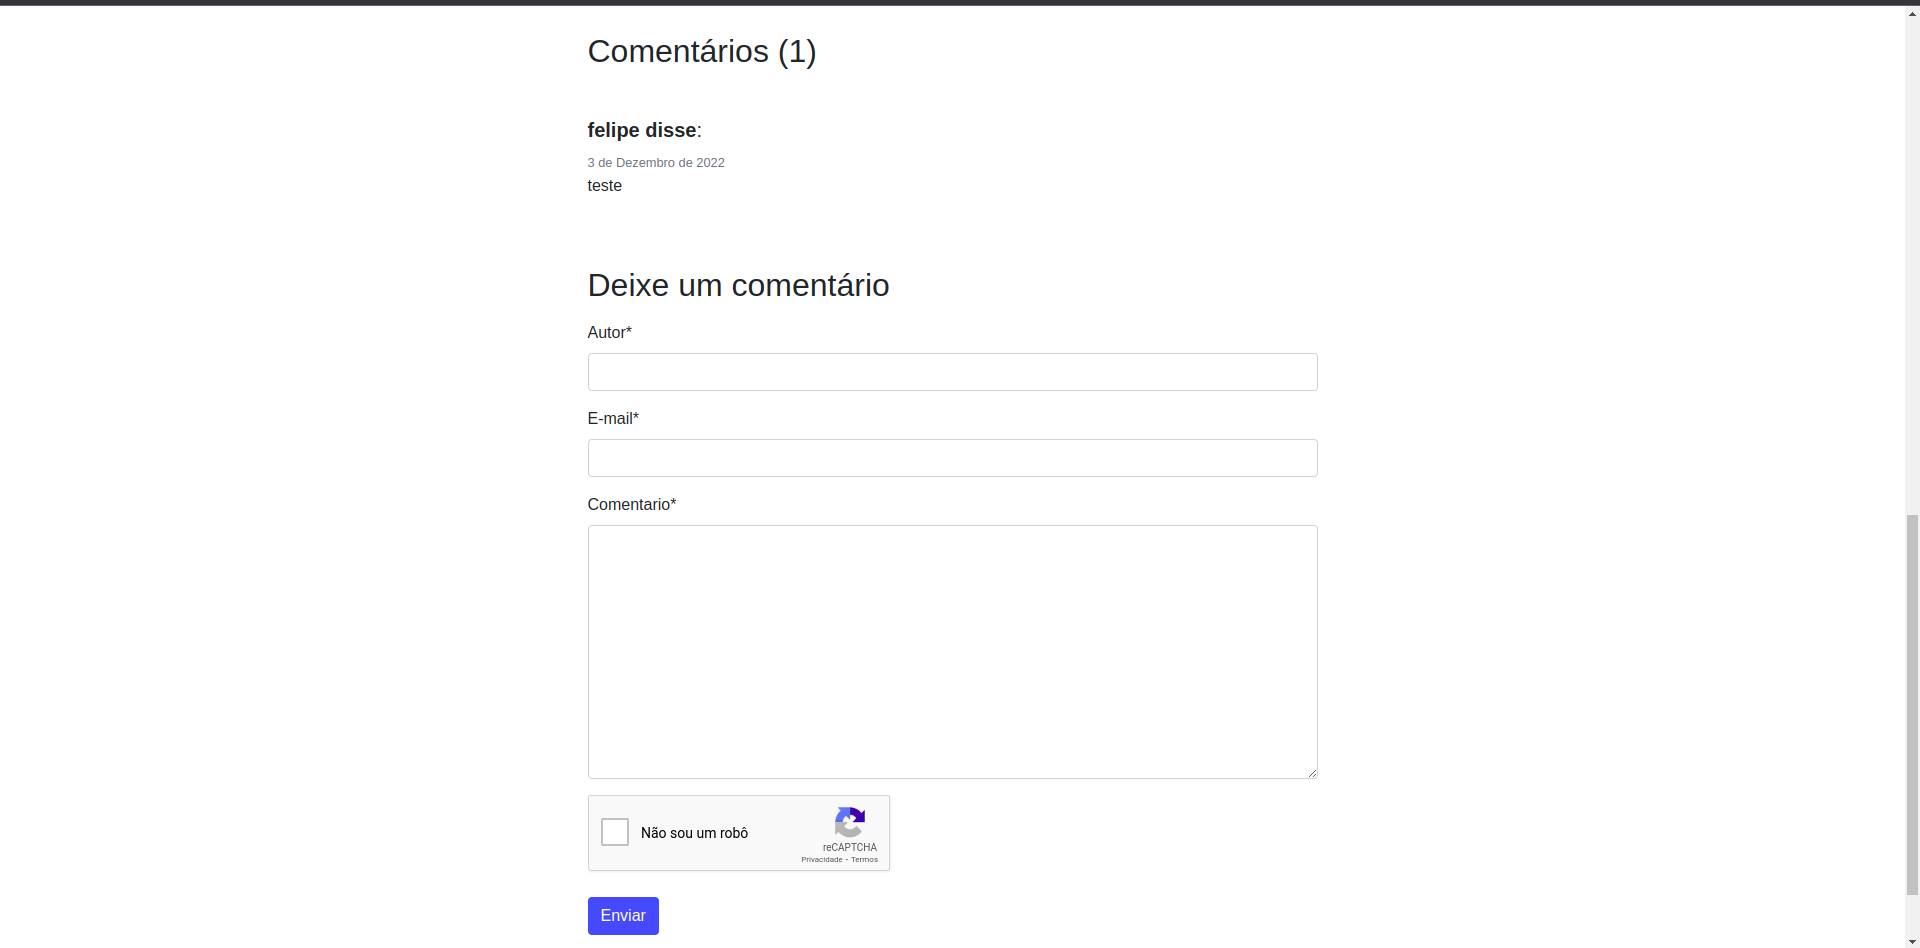 Comentários (1)
felipe disse:
3 de Dezembro de 2022
teste
Deixe um comentário
Autor*
E-mail*
Comentario*
Não sou um robô
reCAPTCHA
Privacidade - Termos
Enviar